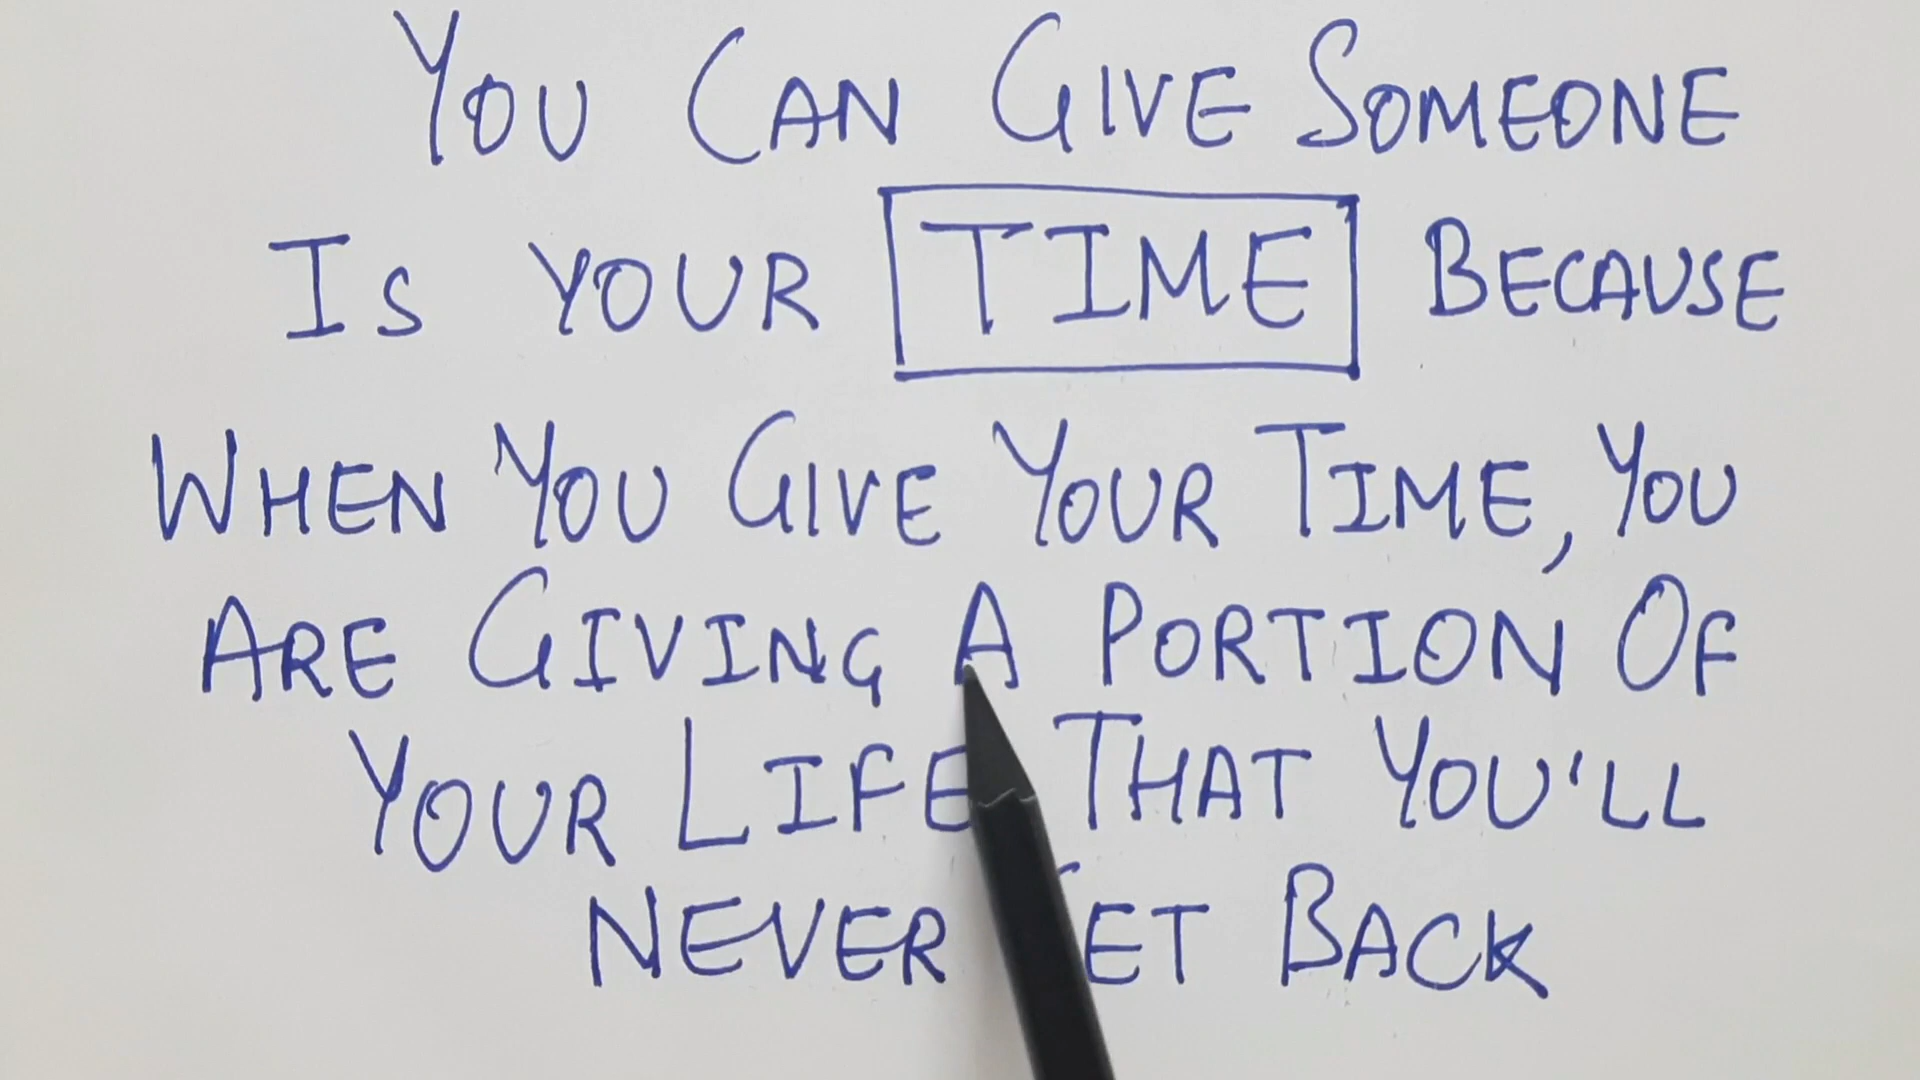 YOU CAN GIVE SOMEONE
IS YOUR TIME BECAUSE
WHEN YOU GIVE YOUR TIME, YOU
ARE GIVING A PORTION OF
YOUR LIFE THAT YOU'LL
NEVER BACK